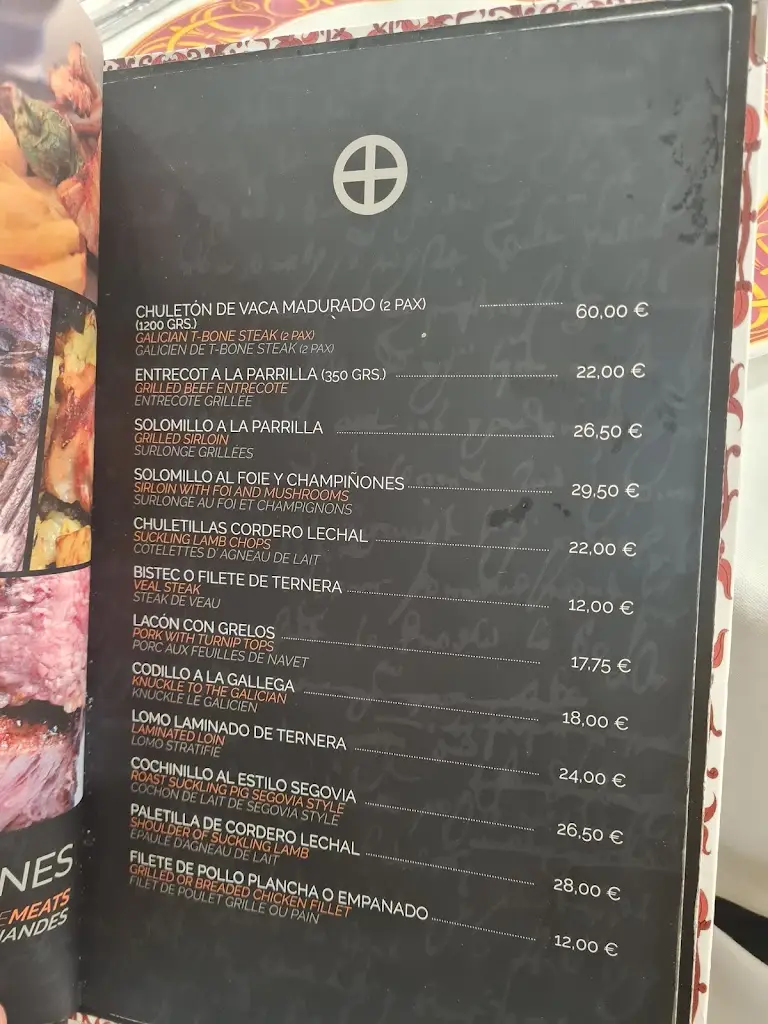 CHULETÓN DE VACA MADURADO (2 PAX) 60,00 €
(1200 GRS.)
GALICIAN T-BONE STEAK (2 PAX)
GALICIEN DE T-BONE STEAK (2 PAX)
ENTRECOT A LA PARRILLA (350 GRS.) 22,00 €
GRILLED BEEF ENTRECOTE
ENTRECOTE GRILLEE
SOLOMILLO A LA PARRILLA 26,50 €
GRILLED SIRLOIN
SURLONGE GRILLÉES
SOLOMILLO AL FOIE Y CHAMPIÑONES 29,50 €
SIRLOIN WITH FOI AND MUSHROOMS
SURLONGE AU FOI ET CHAMPIGNONS
CHULETILLAS CORDERO LECHAL 22,00 €
SUCKLING LAMB CHOPS
COTELETTES D' AGNEAU DE LAIT
BISTEC O FILETE DE TERNERA 12,00 €
VEAL STEAK
STEAK DE VEAU
LACÓN CON GRELOS 17,75 €
PORK WITH TURNIP TOPS
PORC AUX FEUILLES DE NAVET
CODILLO A LA GALLEGA 18,00 €
KNUCKLE TO THE GALICIAN
KNUCKLE LE GALICIEN
LOMO LAMINADO DE TERNERA 24,00 €
LAMINATED LOIN
LOMO STRATIFIÉ
COCHINILLO AL ESTILO SEGOVIA 26,50 €
ROAST SUCKLING PIG SEGOVIA STYLE
COCHON DE LAIT DE SEGOVIA STYLE
PALETILLA DE CORDERO LECHAL 28,00 €
SHOULDER OF SUCKLING LAMB
EPAULE D'AGNEAU DE LAIT
FILETE DE POLLO PLANCHA O EMPANADO 12,00 €
GRILLED OR BREADED CHICKEN FILLET
FILET DE POULET GRILLE OU PAIN
NES
EMEATS
IANDES